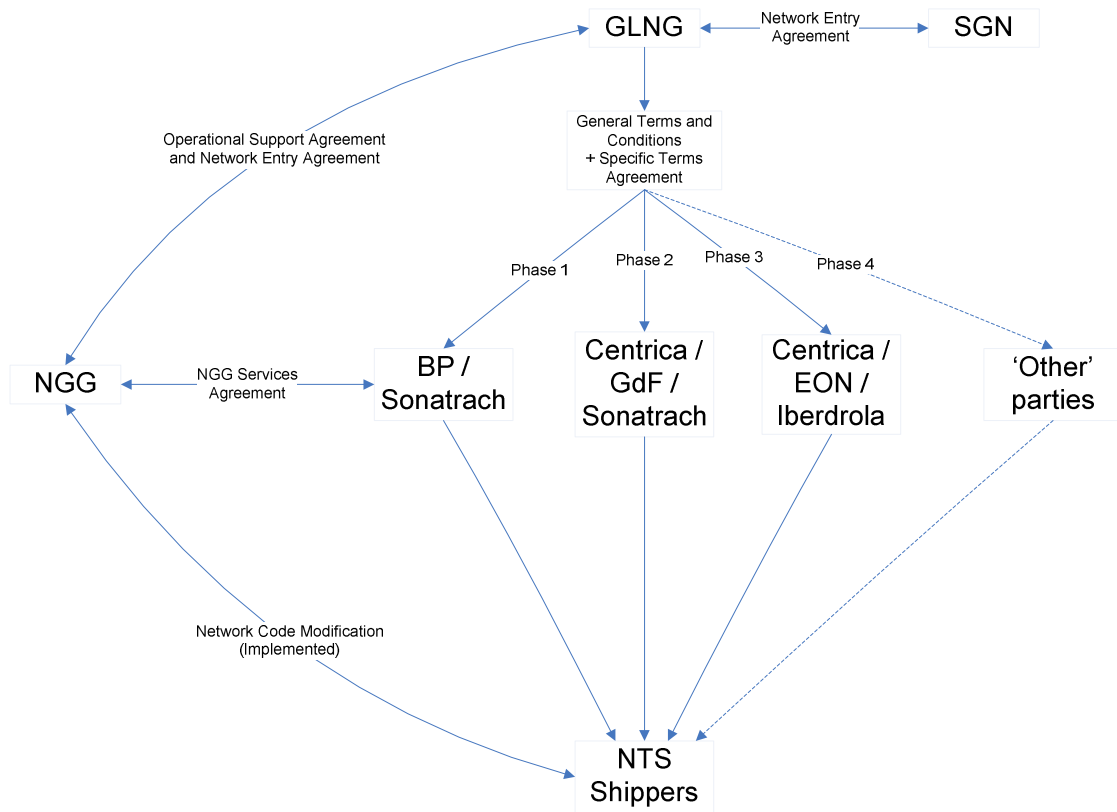 GLNG
Network Entry
Agreement
SGN
General Terms and
Conditions
+ Specific Terms
Agreement
Operational Support Agreement
and Network Entry Agreement
Phase 1
Phase 2
Phase 3
Phase 4
NGG
NGG Services
Agreement
BP /
Sonatrach
Centrica /
GdF /
Sonatrach
Centrica /
EON /
Iberdrola
‘Other’
parties
Network Code Modification
(Implemented)
NTS
Shippers